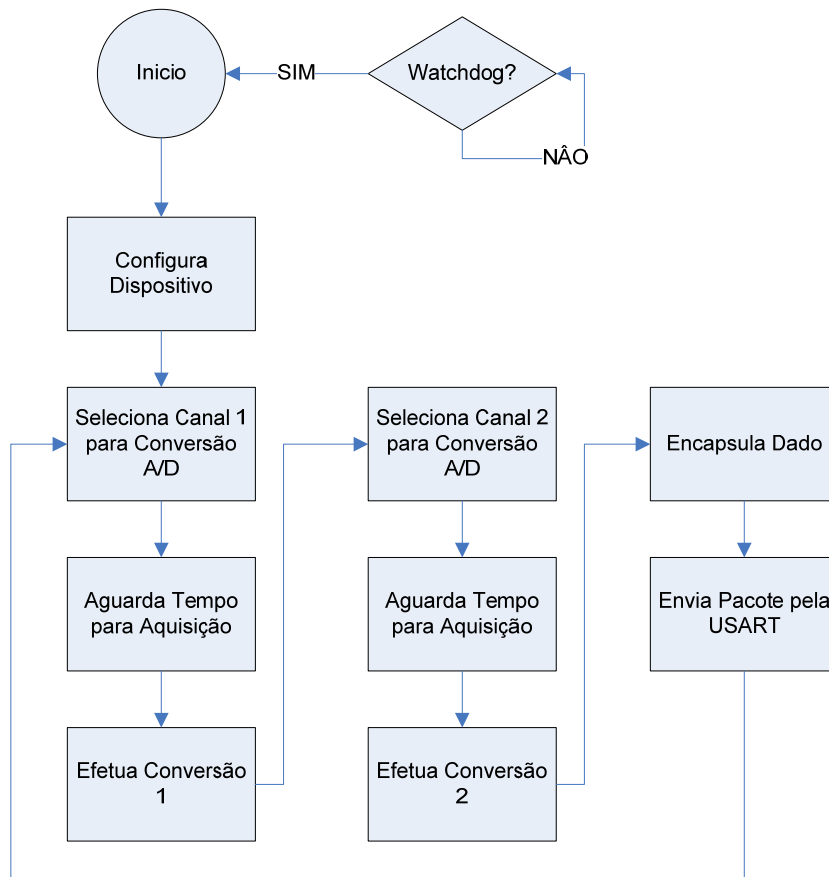 Inicio
SIM
Watchdog?
NÂO
Configura
Dispositivo
Seleciona Canal 1
para Conversão
A/D
Aguarda Tempo
para Aquisição
Efetua Conversão
1
Seleciona Canal 2
para Conversão
A/D
Aguarda Tempo
para Aquisição
Efetua Conversão
2
Encapsula Dado
Envia Pacote pela
USART